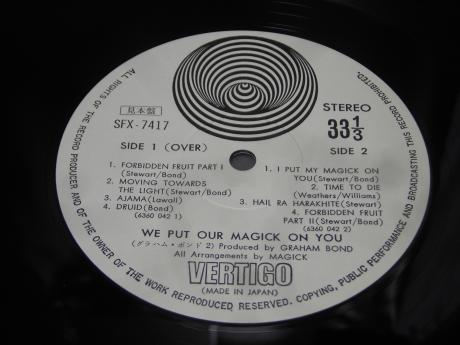 ALL RIGHTS OF THE RECORD PRODUCER AND OF THE OWNER OF THE WORK REPRODUCED RESERVED. COPYING, PUBLIC PERFORMANCE AND BROADCASTING THIS RECORD PROHIBITED.
見本盤
SFX-7417
STEREO
33 1/3
SIDE 1 (OVER)
1. FORBIDDEN FRUIT PART I
(Stewart/Bond)
2. MOVING TOWARDS
THE LIGHT(Stewart/Bond)
3. AJAMA(Lawall)
4. DRUID(Bond)
(6360 042 1)
SIDE 2
1. I PUT MY MAGICK ON
YOU(Stewart/Bond)
2. TIME TO DIE
(Weathers/Williams)
3. HAIL RA HARAKHITE(Stewart)
4. FORBIDDEN FRUIT
PART II(Stewart/Bond)
(6360 042 2)
WE PUT OUR MAGICK ON YOU
(グラハム・ボンド 2) Produced by GRAHAM BOND
All Arrangements by MAGICK
VERTIGO
(MADE IN JAPAN)